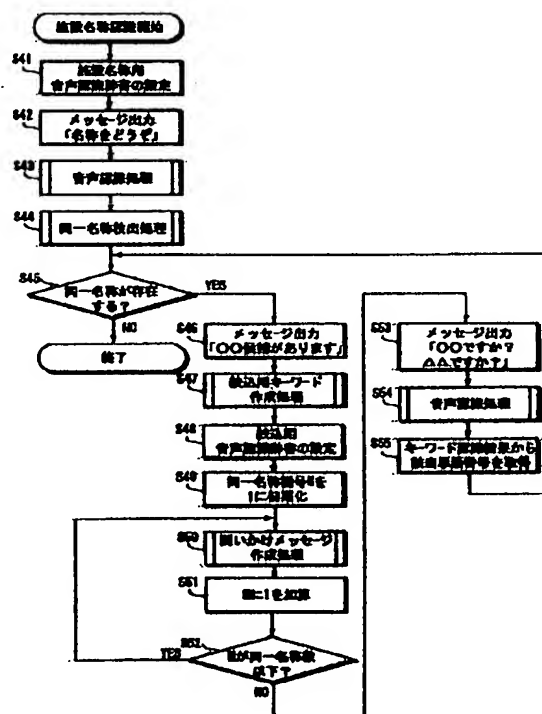 施設名称認識開始
S41
施設名称用
音声認識辞書の設定
S42
メッセージ出力
「名称をどうぞ」
S43
音声認識処理
S44
同一名称検出処理
S45
同一名称が存在
する？
YES
NO
終了
S46
メッセージ出力
「〇〇候補があります」
S47
絞込用キーワード
作成処理
S48
絞込用
音声認識辞書の設定
S49
同一名称番号Nを
1に初期化
S50
問いかけメッセージ
作成処理
S51
Nに1を加算
S52
Nが同一名称数
以下？
YES
NO
S53
メッセージ出力
「〇〇ですか？
△△ですか？」
S54
音声認識処理
S55
キーワード認識結果から